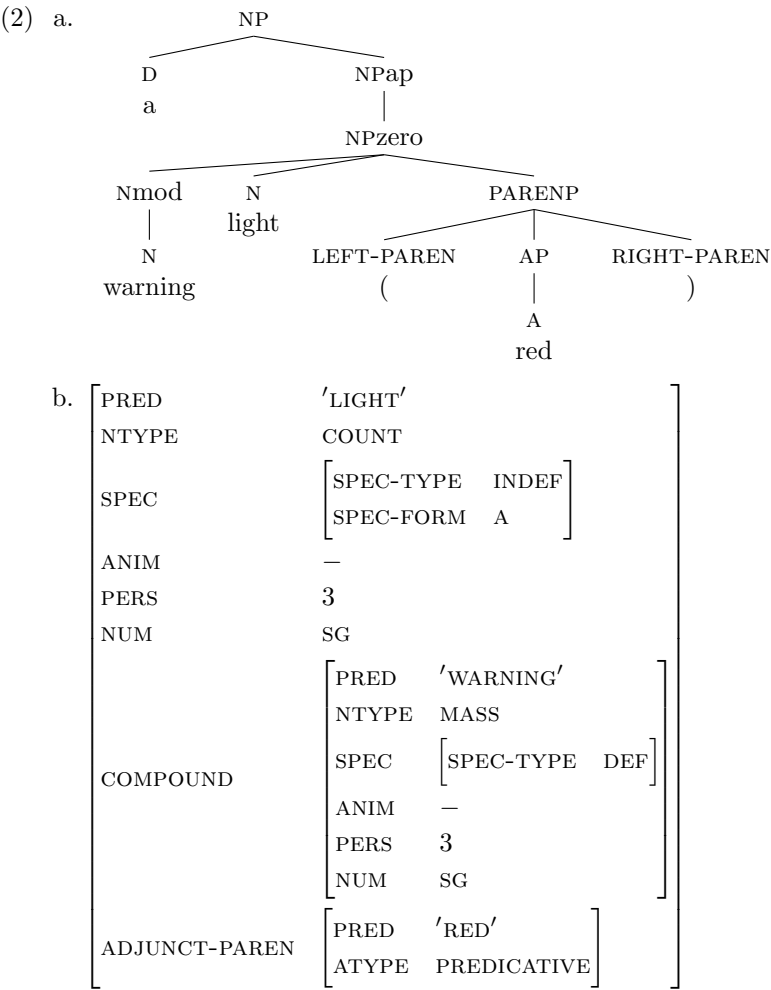 (2) a. NP
D NPap
a
NPzero
Nmod N PARENP
light
N LEFT-PAREN AP RIGHT-PAREN
warning ( )
A
red
b. PRED ′LIGHT′
NTYPE COUNT
SPEC [SPEC-TYPE INDEF
SPEC-FORM A]
ANIM −
PERS 3
NUM SG
COMPOUND [PRED ′WARNING′
NTYPE MASS
SPEC [SPEC-TYPE DEF]
ANIM −
PERS 3
NUM SG]
ADJUNCT-PAREN [PRED ′RED′
ATYPE PREDICATIVE]